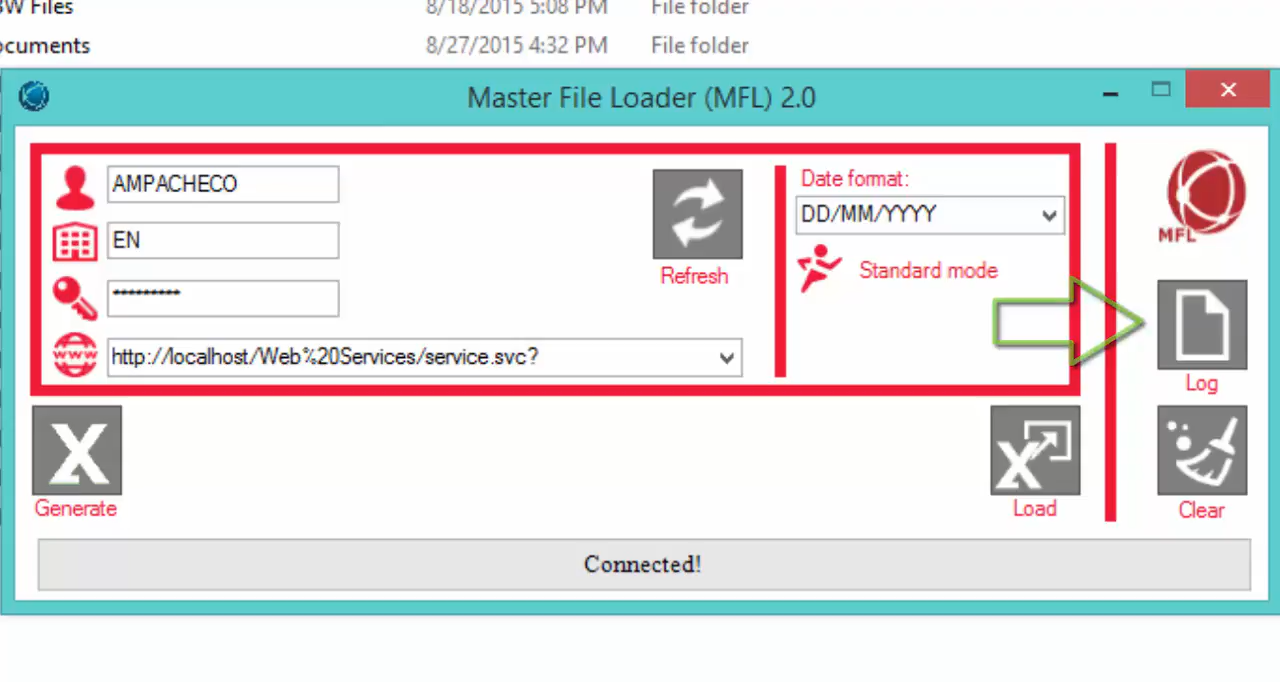 W Files 8/18/2015 5:08 PM File folder
ocuments 8/27/2015 4:32 PM File folder
Master File Loader (MFL) 2.0
AMPACHECO
EN
*********
http://localhost/Web%20Services/service.svc?
WWW
Refresh
Date format:
DD/MM/YYYY
Standard mode
MFL
Log
Clear
Generate
Load
Connected!